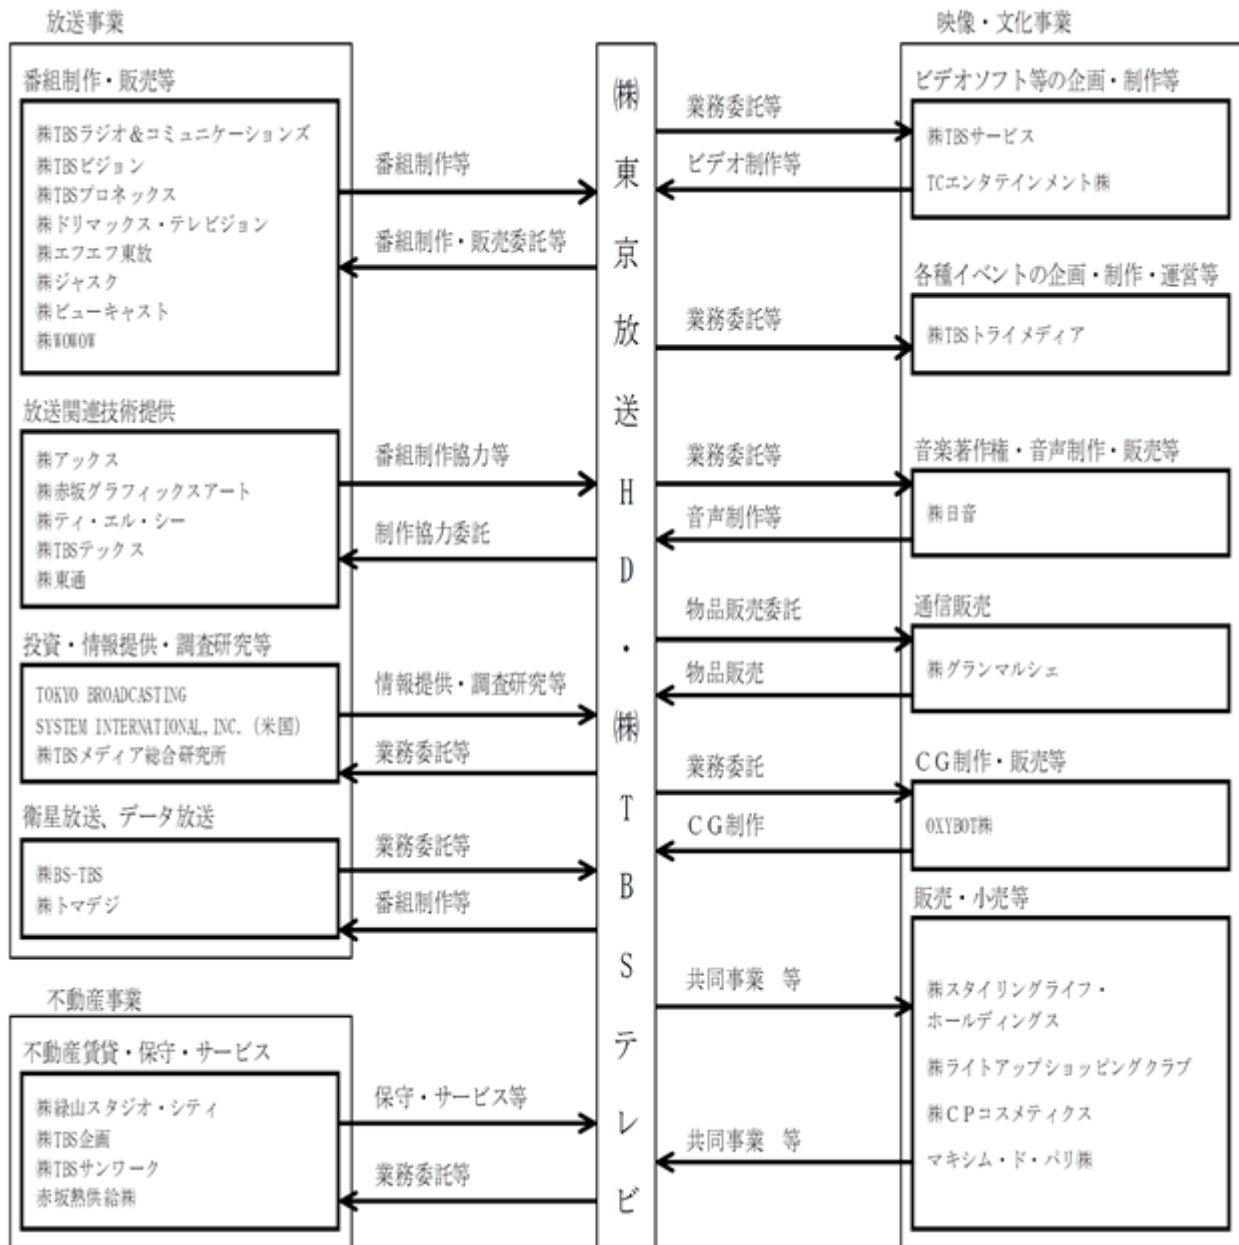 放送事業
番組制作・販売等
㈱TBSラジオ＆コミュニケーションズ
㈱TBSビジョン
㈱TBSプロネックス
㈱ドリマックス・テレビジョン
㈱エフエフ東放
㈱ジャスク
㈱ビューキャスト
㈱WOWOW
番組制作等
番組制作・販売委託等
放送関連技術提供
㈱アックス
㈱赤坂グラフィックスアート
㈱ティ・エル・シー
㈱TBSテックス
㈱東通
番組制作協力等
制作協力委託
投資・情報提供・調査研究等
TOKYO BROADCASTING
SYSTEM INTERNATIONAL,INC.（米国）
㈱TBSメディア総合研究所
情報提供・調査研究等
業務委託等
衛星放送、データ放送
㈱BS-TBS
㈱トマデジ
業務委託等
番組制作等
不動産事業
不動産賃貸・保守・サービス
㈱緑山スタジオ・シティ
㈱TBS企画
㈱TBSサンワーク
赤坂熱供給㈱
保守・サービス等
業務委託等
㈱東京放送ＨＤ・㈱ＴＢＳテレビ
映像・文化事業
ビデオソフト等の企画・制作等
業務委託等
ビデオ制作等
㈱TBSサービス
TCエンタテインメント㈱
各種イベントの企画・制作・運営等
業務委託等
㈱TBSトライメディア
音楽著作権・音声制作・販売等
業務委託等
音声制作等
㈱日音
通信販売
物品販売委託
物品販売
㈱グランマルシェ
ＣＧ制作・販売等
業務委託
ＣＧ制作
OXYBOT㈱
販売・小売等
共同事業　等
共同事業　等
㈱スタイリングライフ・
ホールディングス
㈱ライトアップショッピングクラブ
㈱ＣＰコスメティクス
マキシム・ド・パリ㈱